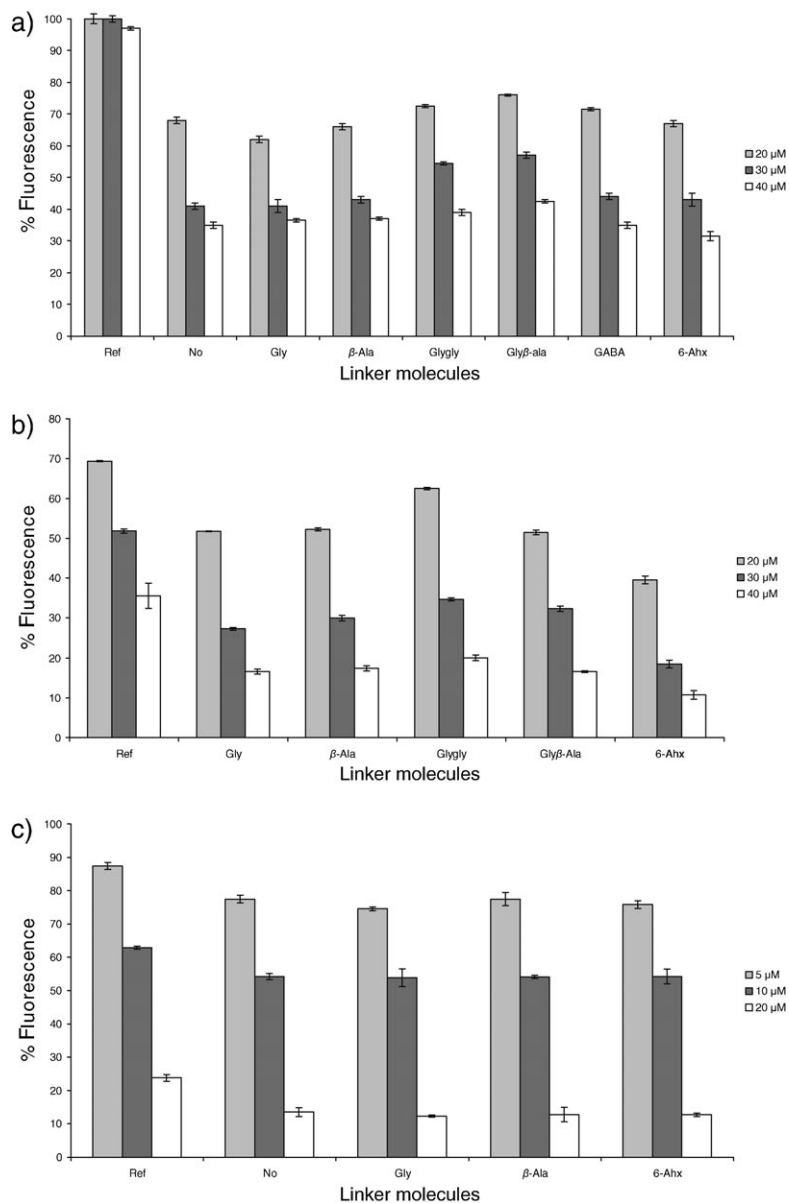 a)
% Fluorescence
100
90
80
70
60
50
40
30
20
10
0
Ref No Gly β-Ala Glygly Glyβ-ala GABA 6-Ahx
Linker molecules
20 µM
30 µM
40 µM
b)
% Fluorescence
80
70
60
50
40
30
20
10
0
Ref Gly β-Ala Glygly Glyβ-Ala 6-Ahx
Linker molecules
20 µM
30 µM
40 µM
c)
% Fluorescence
100
90
80
70
60
50
40
30
20
10
0
Ref No Gly β-Ala 6-Ahx
Linker molecules
5 µM
10 µM
20 µM